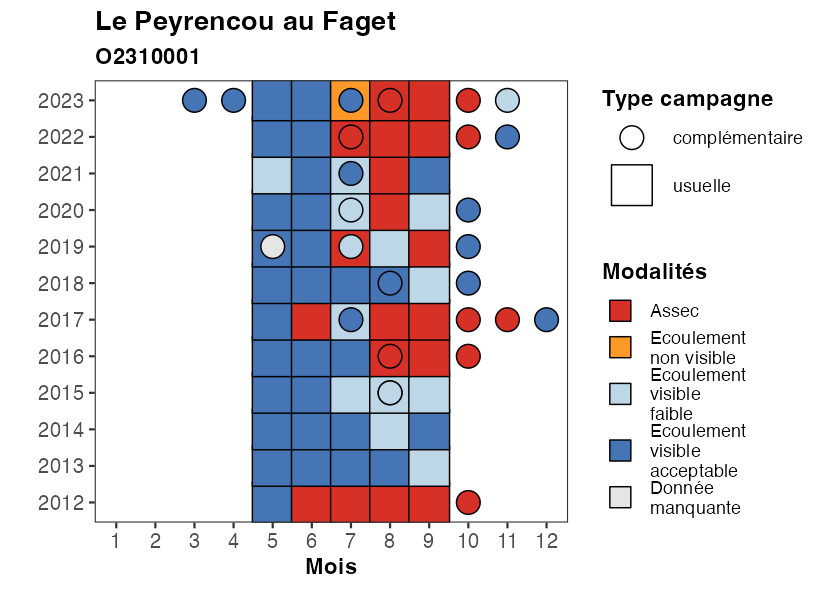 Le Peyrencou au Faget
O2310001
2023
2022
2021
2020
2019
2018
2017
2016
2015
2014
2013
2012
1 2 3 4 5 6 7 8 9 10 11 12
Mois
Type campagne
complémentaire
usuelle
Modalités
Assec
Ecoulement
non visible
Ecoulement
visible
faible
Ecoulement
visible
acceptable
Donnée
manquante